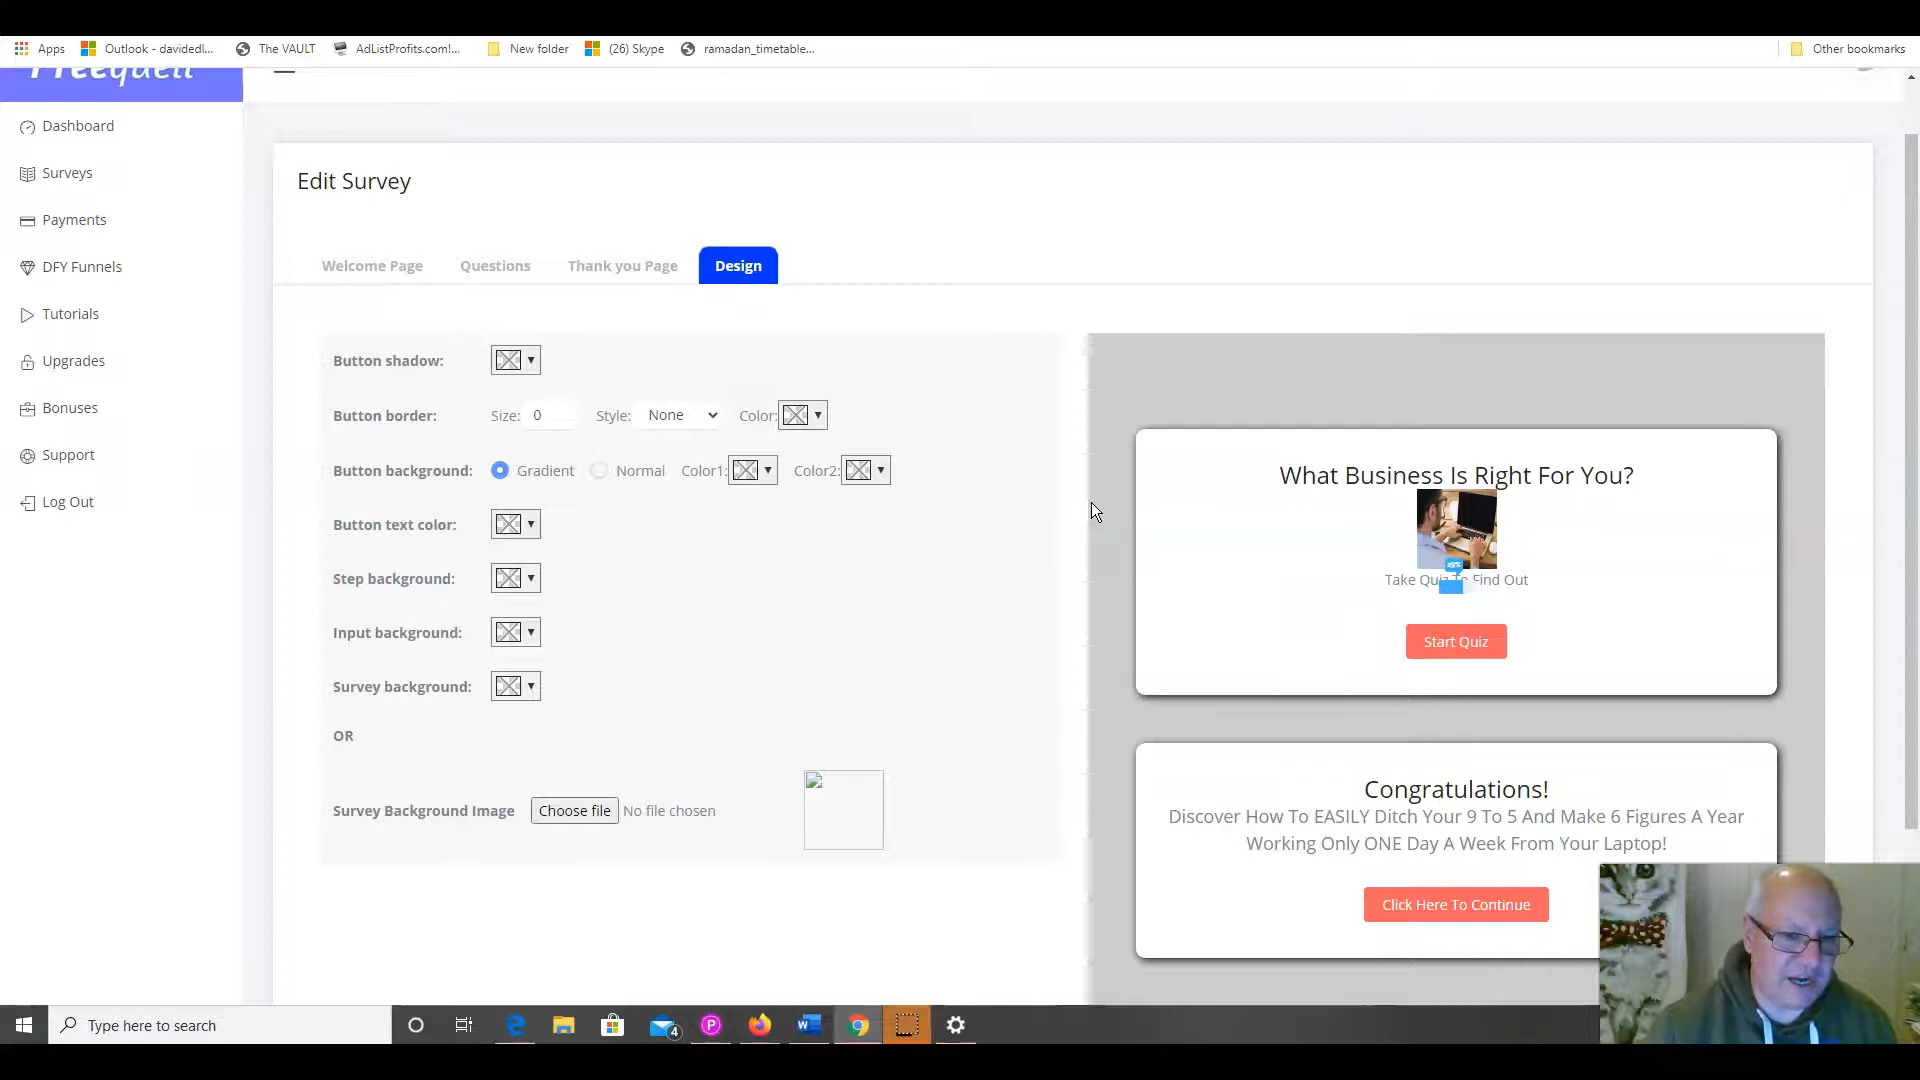 Apps
Outlook - davidedl...
The VAULT
AdListProfits.com!...
New folder
(26) Skype
ramadan_timetable...
Other bookmarks
Dashboard
Surveys
Payments
DFY Funnels
Tutorials
Upgrades
Bonuses
Support
Log Out
Edit Survey
Welcome Page
Questions
Thank you Page
Design
Button shadow:
Button border: Size: 0 Style: None Color:
Button background: Gradient Normal Color1: Color2:
Button text color:
Step background:
Input background:
Survey background:
OR
Survey Background Image Choose file No file chosen
What Business Is Right For You?
29%
Take Quiz To Find Out
Start Quiz
Congratulations!
Discover How To EASILY Ditch Your 9 To 5 And Make 6 Figures A Year
Working Only ONE Day A Week From Your Laptop!
Click Here To Continue
Type here to search
4